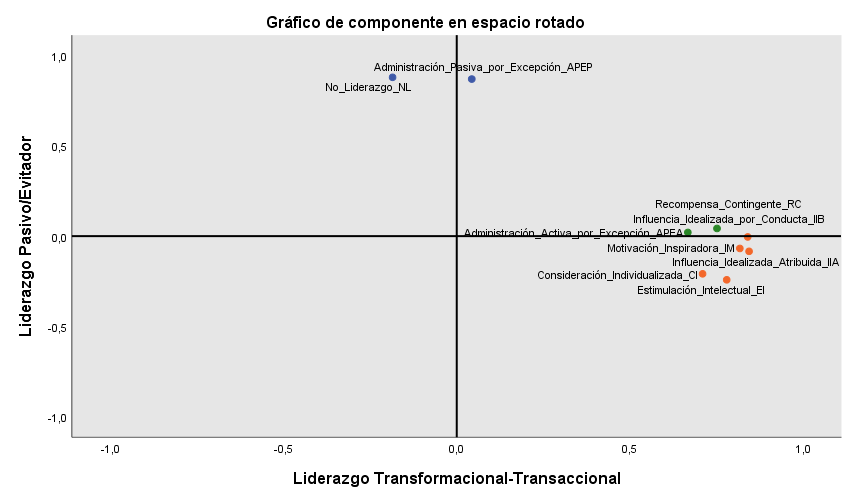 Gráfico de componente en espacio rotado
Liderazgo Pasivo/Evitador
1,0
0,5
0,0
-0,5
-1,0
Administración_Pasiva_por_Excepción_APEP
No_Liderazgo_NL
Recompensa_Contingente_RC
Influencia_Idealizada_por_Conducta_IIB
Administración_Activa_por_Excepción_APEA
Motivación_Inspiradora_IM
Influencia_Idealizada_Atribuida_IIA
Consideración_Individualizada_CI
Estimulación_Intelectual_EI
-1,0
-0,5
0,0
0,5
1,0
Liderazgo Transformacional-Transaccional